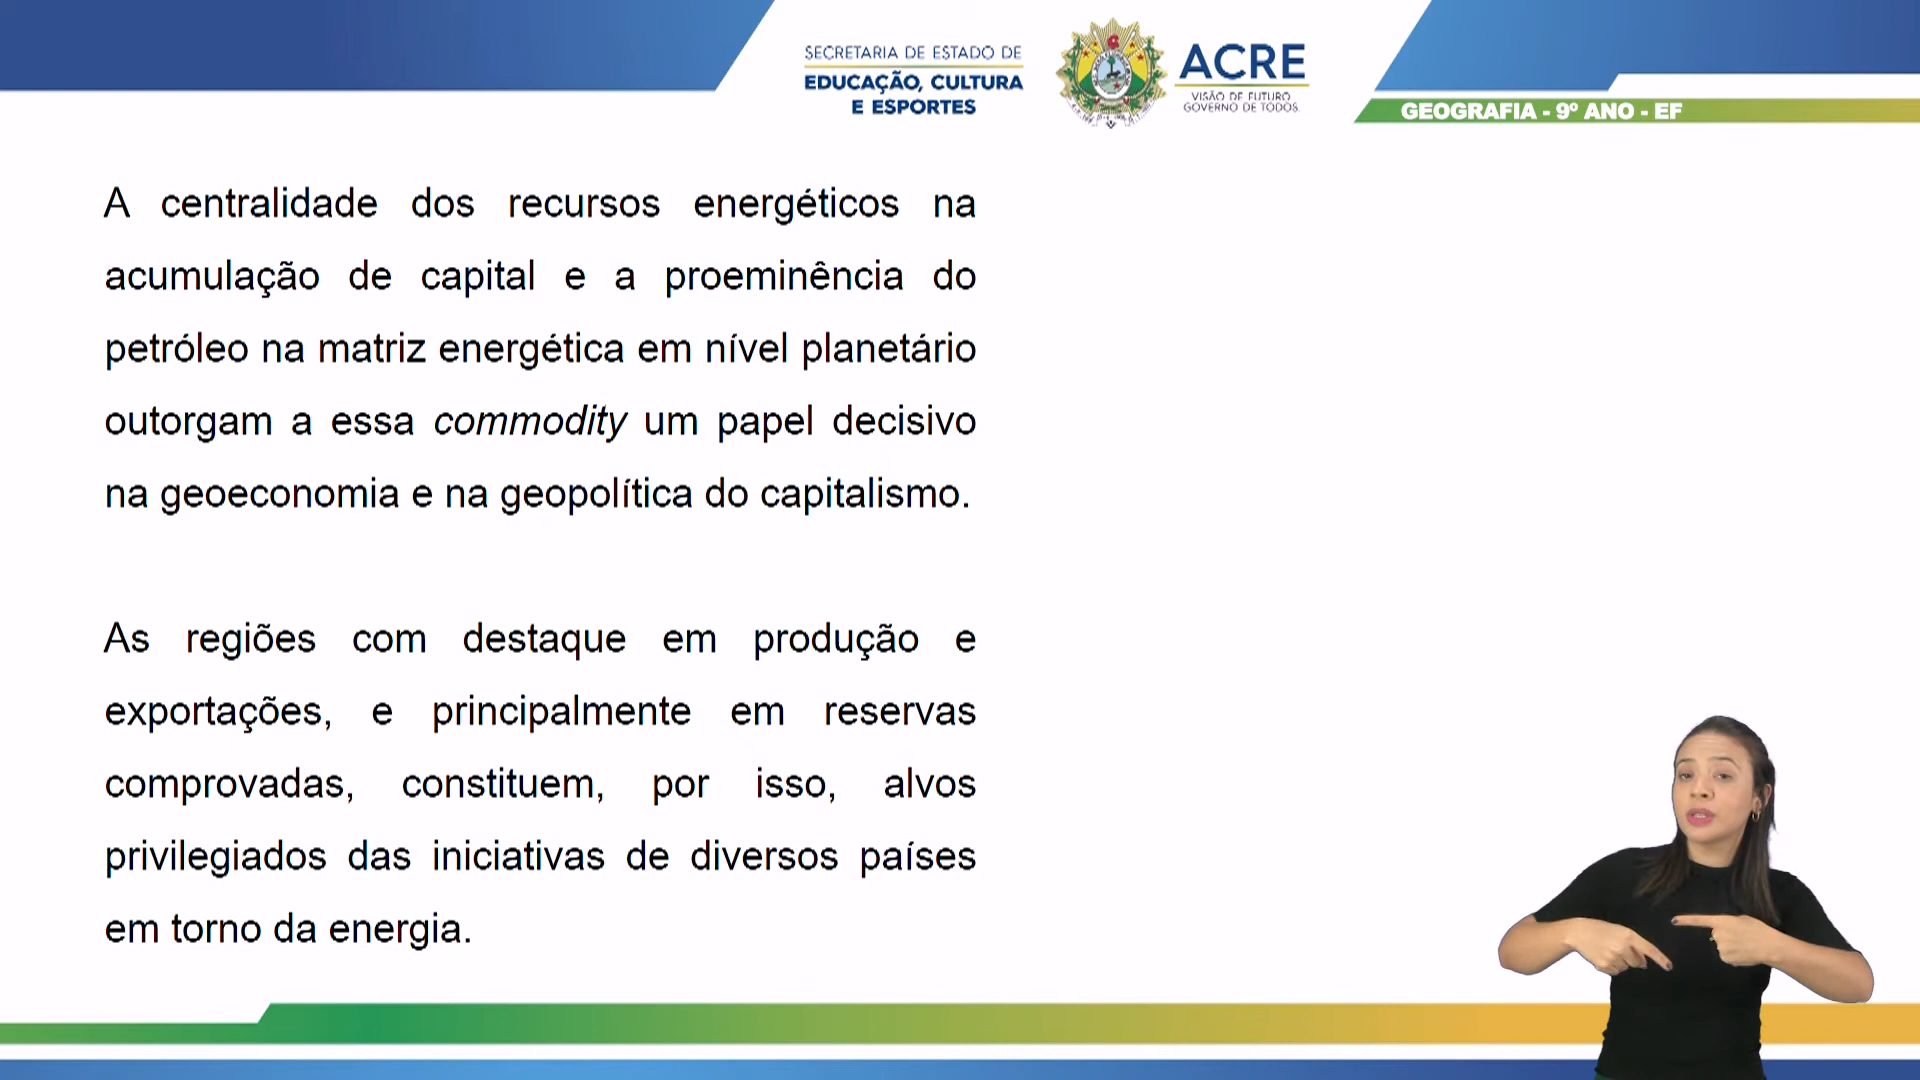 SECRETARIA DE ESTADO DE
EDUCAÇÃO, CULTURA
E ESPORTES
ACRE
VISÃO DE FUTURO
GOVERNO DE TODOS
GEOGRAFIA - 9º ANO - EF
A centralidade dos recursos energéticos na
acumulação de capital e a proeminência do
petróleo na matriz energética em nível planetário
outorgam a essa commodity um papel decisivo
na geoeconomia e na geopolítica do capitalismo.
As regiões com destaque em produção e
exportações, e principalmente em reservas
comprovadas, constituem, por isso, alvos
privilegiados das iniciativas de diversos países
em torno da energia.